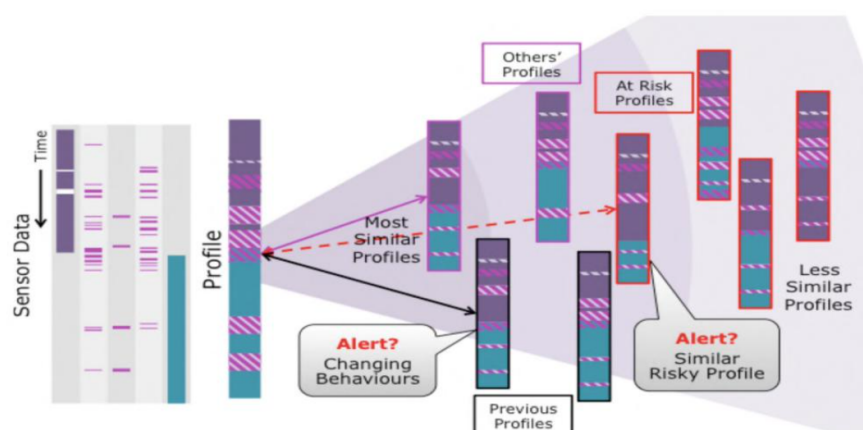 Sensor Data
Time
Profile
Others'
Profiles
At Risk
Profiles
Most
Similar
Profiles
Less
Similar
Profiles
Alert?
Changing
Behaviours
Alert?
Similar
Risky Profile
Previous
Profiles